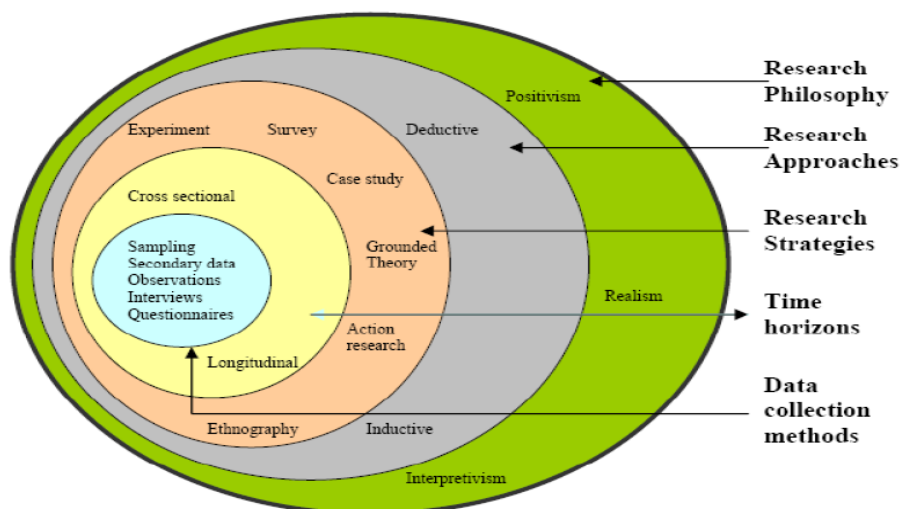 Positivism
Research
Philosophy
Experiment
Survey
Deductive
Research
Approaches
Case study
Cross sectional
Research
Strategies
Sampling
Secondary data
Observations
Interviews
Questionnaires
Grounded
Theory
Realism
Time
horizons
Action
research
Longitudinal
Data
collection
methods
Ethnography
Inductive
Interpretivism